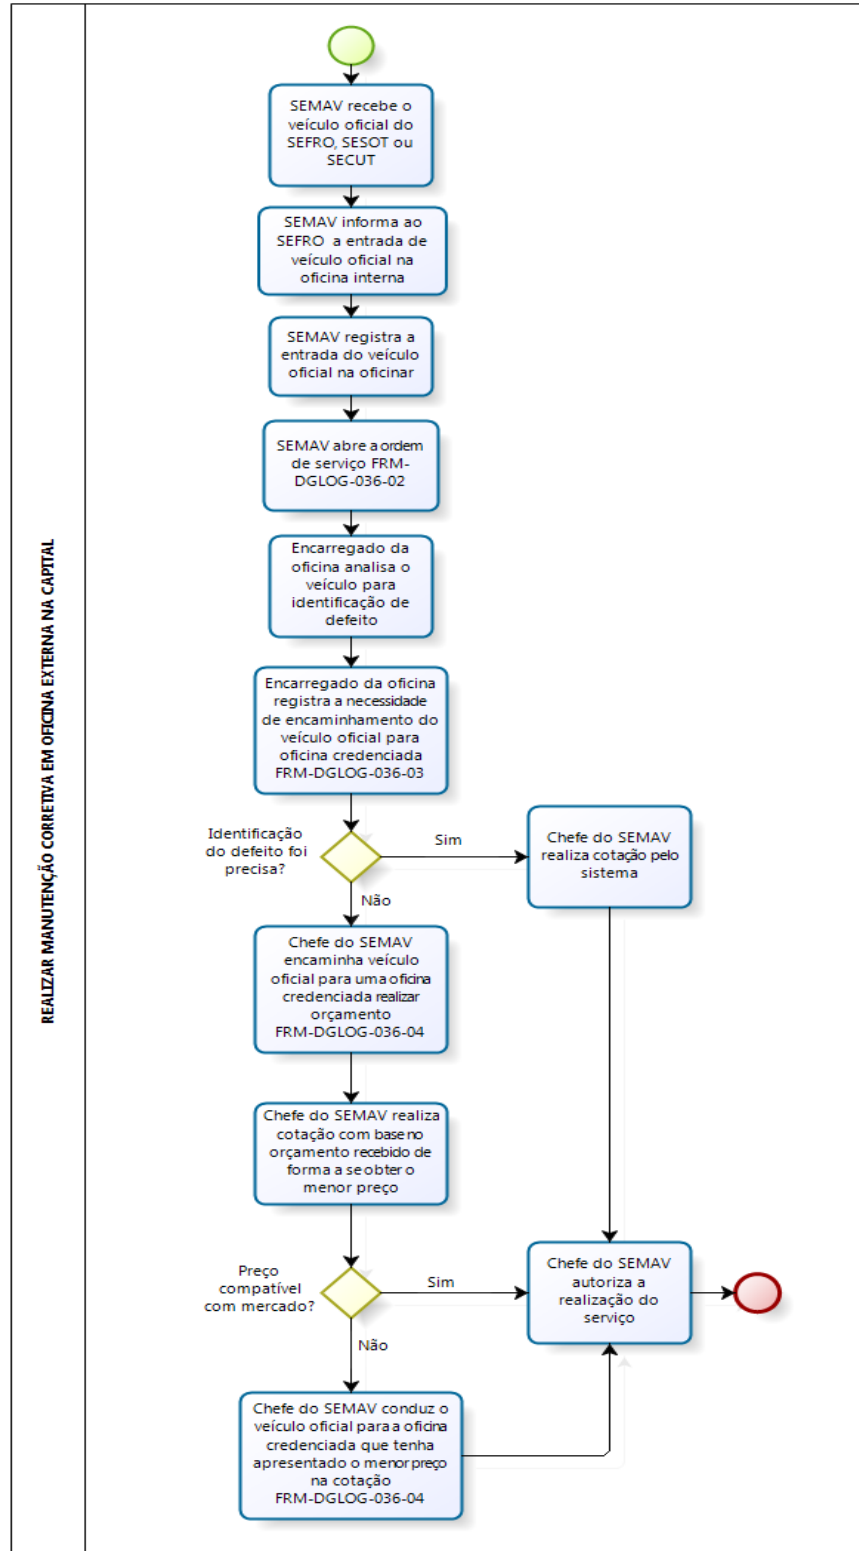 REALIZAR MANUTENÇÃO CORRETIVA EM OFICINA EXTERNA NA CAPITAL
SEMAV recebe o
veículo oficial do
SEFRO, SESOT ou
SECUT
SEMAV informa ao
SEFRO a entrada de
veículo oficial na
oficina interna
SEMAV registra a
entrada do veículo
oficial na oficinar
SEMAV abre a ordem
de serviço FRM-
DGLOG-036-02
Encarregado da
oficina analisa o
veículo para
identificação de
defeito
Encarregado da oficina
registra a necessidade
de encaminhamento do
veículo oficial para
oficina credenciada
FRM-DGLOG-036-03
Identificação
do defeito foi
precisa?
Sim
Chefe do SEMAV
realiza cotação pelo
sistema
Não
Chefe do SEMAV
encaminha veículo
oficial para uma oficina
credenciada realizar
orçamento
FRM-DGLOG-036-04
Chefe do SEMAV realiza
cotação com base no
orçamento recebido de
forma a se obter o
menor preço
Preço
compatível
com mercado?
Sim
Chefe do SEMAV
autoriza a
realização do
serviço
Não
Chefe do SEMAV conduz o
veículo oficial para a oficina
credenciada que tenha
apresentado o menor preço
na cotação
FRM-DGLOG-036-04